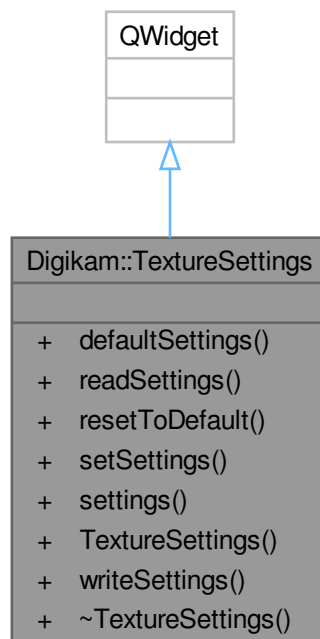 QWidget
Digikam::TextureSettings
+ defaultSettings()
+ readSettings()
+ resetToDefault()
+ setSettings()
+ settings()
+ TextureSettings()
+ writeSettings()
+ ~TextureSettings()